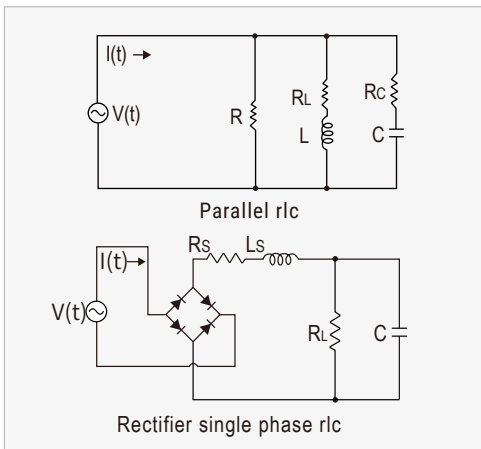 I(t)
V(t)
R
RL
L
RC
C
Parallel rlc
RS
LS
I(t)
V(t)
RL
C
Rectifier single phase rlc